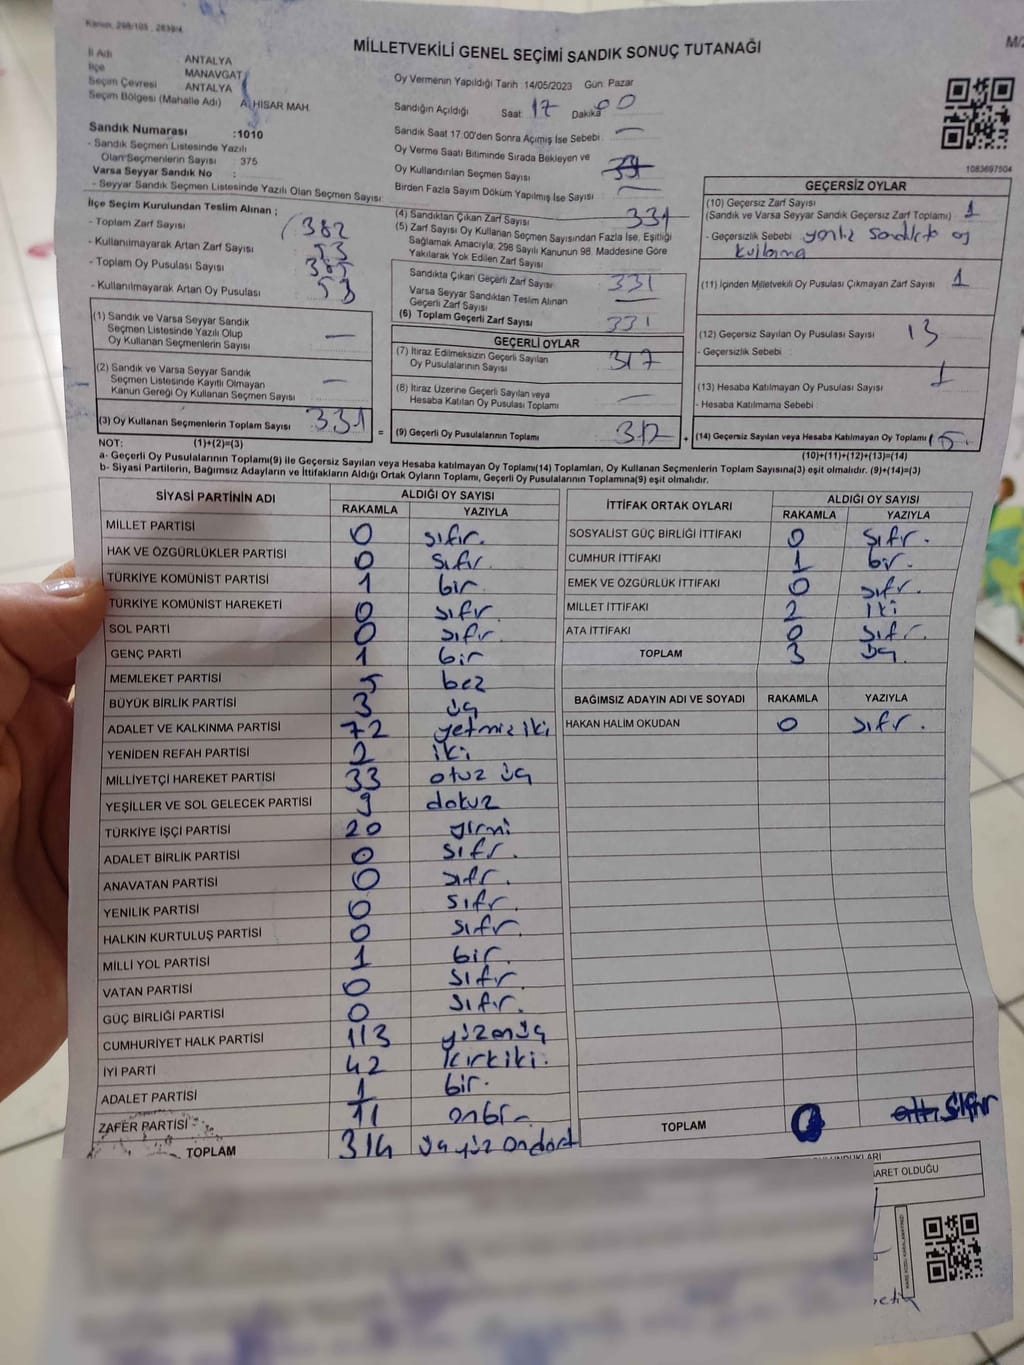 Kanun: 298/105 , 2839/4
MİLLETVEKİLİ GENEL SEÇİMİ SANDIK SONUÇ TUTANAĞI
İl Adı ANTALYA
İlçe MANAVGAT
Seçim Çevresi ANTALYA
Seçim Bölgesi (Mahalle Adı) HİSAR MAH
Sandık Numarası :1010
- Sandık Seçmen Listesinde Yazılı
Olan Seçmenlerin Sayısı : 375
Varsa Seyyar Sandık No :
- Seyyar Sandık Seçmen Listesinde Yazılı Olan Seçmen Sayısı:
Oy Vermenin Yapıldığı Tarih :14/05/2023 Gün: Pazar
Sandığın Açıldığı Saat 17 Dakika 00
Sandık Saat 17.00'den Sonra Açımış İse Sebebi : —
Oy Verme Saati Bitiminde Sırada Bekleyen ve
Oy Kullandırılan Seçmen Sayısı : 331
Birden Fazla Sayım Döküm Yapılmış İse Sayısı : —
1083697504
İlçe Seçim Kurulundan Teslim Alınan ;
- Toplam Zarf Sayısı : 382
- Kullanılmayarak Artan Zarf Sayısı : 53
- Toplam Oy Pusulası Sayısı :
- Kullanılmayarak Artan Oy Pusulası : 53
(1) Sandık ve Varsa Seyyar Sandık
Seçmen Listesinde Yazılı Olup
Oy Kullanan Seçmenlerin Sayısı : —
(2) Sandık ve Varsa Seyyar Sandık
Seçmen Listesinde Kayıtlı Olmayan
Kanun Gereği Oy Kullanan Seçmen Sayısı : —
(3) Oy Kullanan Seçmenlerin Toplam Sayısı : 331 =
(4) Sandıktan Çıkan Zarf Sayısı : 331
(5) Zarf Sayısı Oy Kullanan Seçmen Sayısından Fazla İse, Eşitliği
Sağlamak Amacıyla, 298 Sayılı Kanunun 98. Maddesine Göre
Yakılarak Yok Edilen Zarf Sayısı :
Sandıkta Çıkan Geçerli Zarf Sayısı : 331
Varsa Seyyar Sandıktan Teslim Alınan
Geçerli Zarf Sayısı : —
(6) Toplam Geçerli Zarf Sayısı : 331
GEÇERLİ OYLAR
(7) İtiraz Edilmeksizin Geçerli Sayılan
Oy Pusulalarının Sayısı : 317
(8) İtiraz Üzerine Geçerli Sayılan veya
Hesaba Katılan Oy Pusulası Toplamı : —
(9) Geçerli Oy Pusulalarının Toplamı : 317 +
GEÇERSİZ OYLAR
(10) Geçersiz Zarf Sayısı
(Sandık ve Varsa Seyyar Sandık Geçersiz Zarf Toplamı) : 1
- Geçersizlik Sebebi : oy
(11) İçinden Milletvekili Oy Pusulası Çıkmayan Zarf Sayısı : 1
(12) Geçersiz Sayılan Oy Pusulası Sayısı : 13
- Geçersizlik Sebebi :
(13) Hesaba Katılmayan Oy Pusulası Sayısı : 1
- Hesaba Katılmama Sebebi :
(14) Geçersiz Sayılan veya Hesaba Katılmayan Oy Toplamı
NOT: (1)+(2)=(3) (10)+(11)+(12)+(13)=(14)
a- Geçerli Oy Pusulalarının Toplamı(9) ile Geçersiz Sayılan veya Hesaba katılmayan Oy Toplamı(14) Toplamları, Oy Kullanan Seçmenlerin Toplam Sayısına(3) eşit olmalıdır. (9)+(14)=(3)
b- Siyasi Partilerin, Bağımsız Adayların ve İttifakların Aldığı Ortak Oyların Toplamı, Geçerli Oy Pusulalarının Toplamına(9) eşit olmalıdır.
SİYASİ PARTİNİN ADI ALDIĞI OY SAYISI
RAKAMLA YAZIYLA
MİLLET PARTİSİ 0 sıfır.
HAK VE ÖZGÜRLÜKLER PARTİSİ 0 sıfır
TÜRKİYE KOMÜNİST PARTİSİ 1 bir
TÜRKİYE KOMÜNİST HAREKETİ 0 sıfır
SOL PARTİ 0 sıfır.
GENÇ PARTİ 1 bir
MEMLEKET PARTİSİ 5 beş
BÜYÜK BİRLİK PARTİSİ 3 üç
ADALET VE KALKINMA PARTİSİ 72 yetmiş iki
YENİDEN REFAH PARTİSİ 2 iki
MİLLİYETÇİ HAREKET PARTİSİ 33 otuz üç
YEŞİLLER VE SOL GELECEK PARTİSİ 9 dokuz
TÜRKİYE İŞÇİ PARTİSİ 20 yirmi
ADALET BİRLİK PARTİSİ 0 sıfır.
ANAVATAN PARTİSİ 0 sıfır.
YENİLİK PARTİSİ 0 sıfır
HALKIN KURTULUŞ PARTİSİ 0 sıfır
MİLLİ YOL PARTİSİ 1 bir.
VATAN PARTİSİ 0 sıfır
GÜÇ BİRLİĞİ PARTİSİ 0 sıfır.
CUMHURİYET HALK PARTİSİ 113 yüzonüç
İYİ PARTİ 42 kırkiki.
ADALET PARTİSİ 1 bir.
ZAFER PARTİSİ 11 onbir
TOPLAM 314 üçyüz ondört
İTTİFAK ORTAK OYLARI ALDIĞI OY SAYISI
RAKAMLA YAZIYLA
SOSYALİST GÜÇ BİRLİĞİ İTTİFAKI 0 sıfır.
CUMHUR İTTİFAKI 1 bir.
EMEK VE ÖZGÜRLÜK İTTİFAKI 0 sıfır.
MİLLET İTTİFAKI 2 iki
ATA İTTİFAKI 0 sıfır.
TOPLAM 3 üç.
BAĞIMSIZ ADAYIN ADI VE SOYADI RAKAMLA YAZIYLA
HAKAN HALİM OKUDAN 0 sıfır.
TOPLAM 0 sıfır